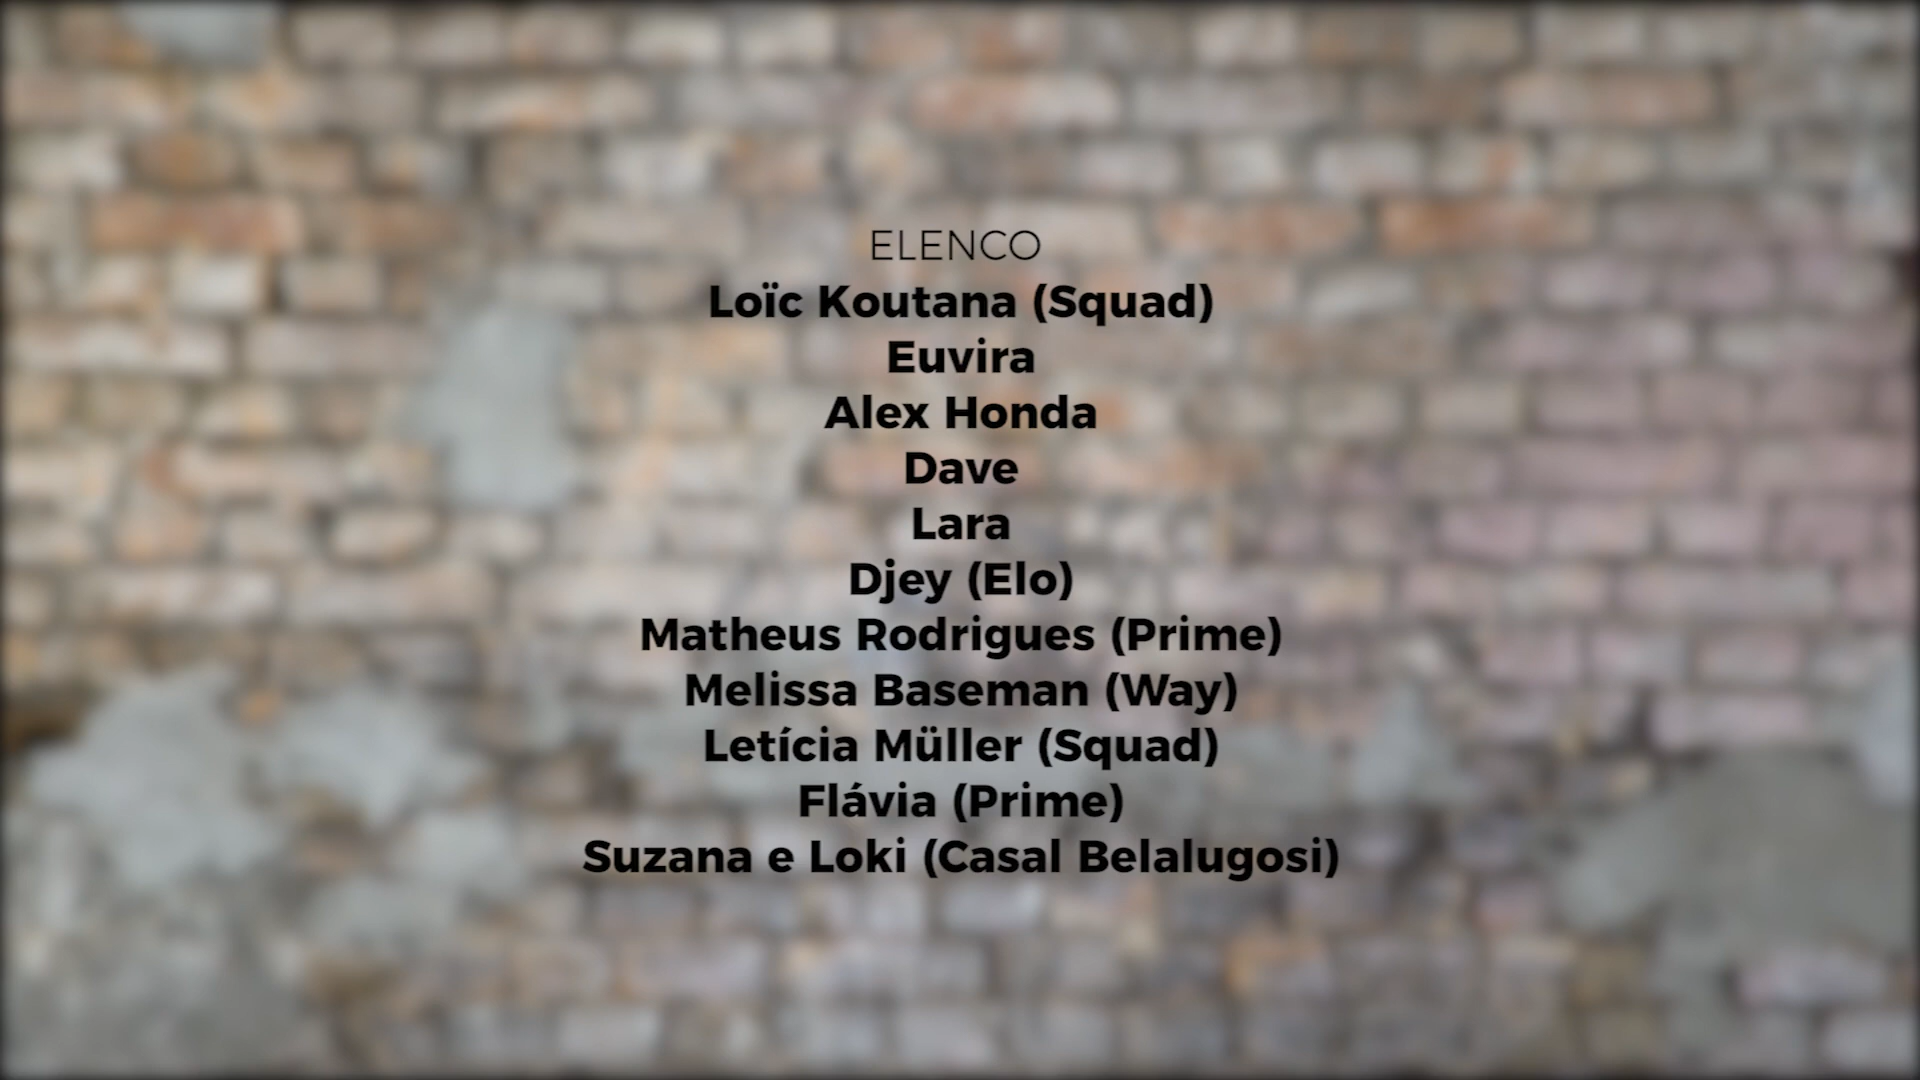 ELENCO
Loïc Koutana (Squad)
Euvira
Alex Honda
Dave
Lara
Djey (Elo)
Matheus Rodrigues (Prime)
Melissa Baseman (Way)
Letícia Müller (Squad)
Flávia (Prime)
Suzana e Loki (Casal Belalugosi)